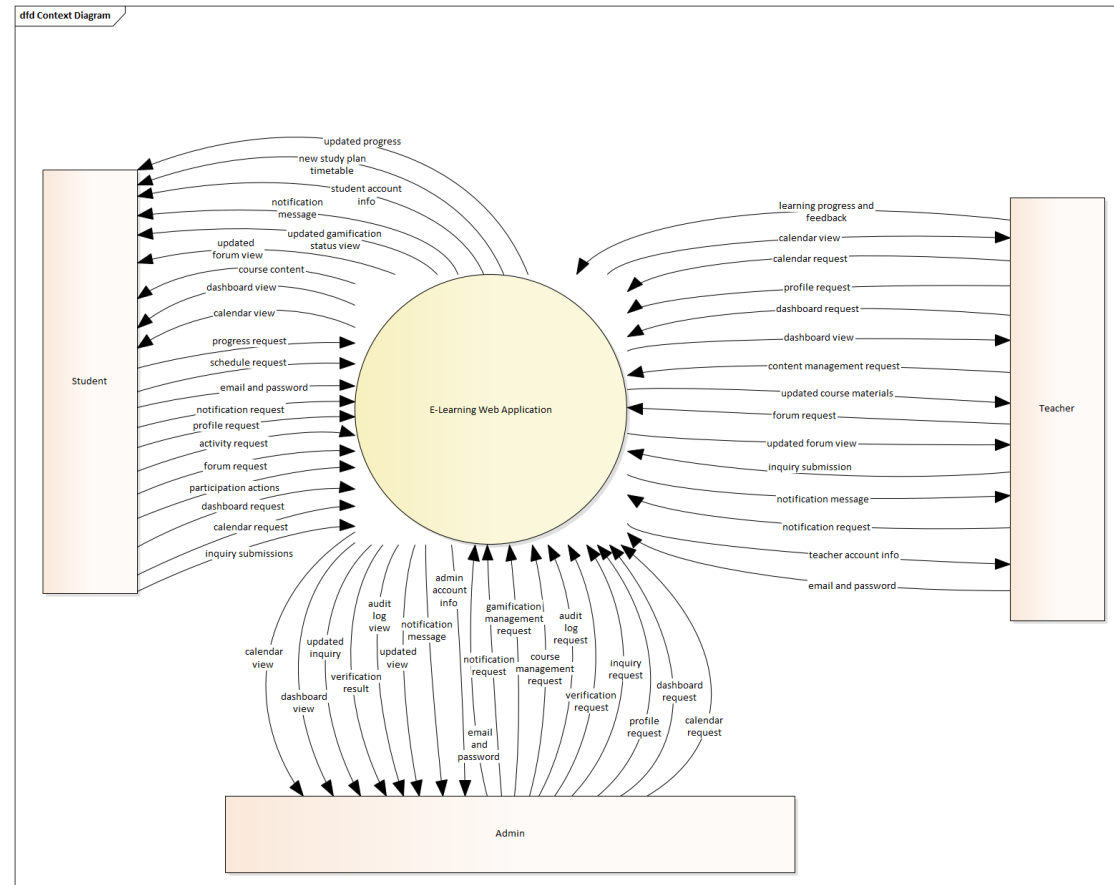 dfd Context Diagram
updated progress
new study plan
timetable
student account
info
notification
message
updated gamification
status view
updated
forum view
course content
dashboard view
calendar view
progress request
schedule request
email and password
notification request
profile request
activity request
forum request
participation actions
dashboard request
calendar request
inquiry submissions
Student
E-Learning Web Application
learning progress and
feedback
calendar view
calendar request
profile request
dashboard request
dashboard view
content management request
updated course materials
forum request
updated forum view
inquiry submission
notification message
notification request
teacher account info
email and password
Teacher
calendar
view
dashboard
view
updated
inquiry
verification
result
audit
log
view
updated
view
notification
message
admin
account
info
email
and
password
notification
request
gamification
management
request
course
management
request
audit
log
request
verification
request
inquiry
request
profile
request
dashboard
request
calendar
request
Admin